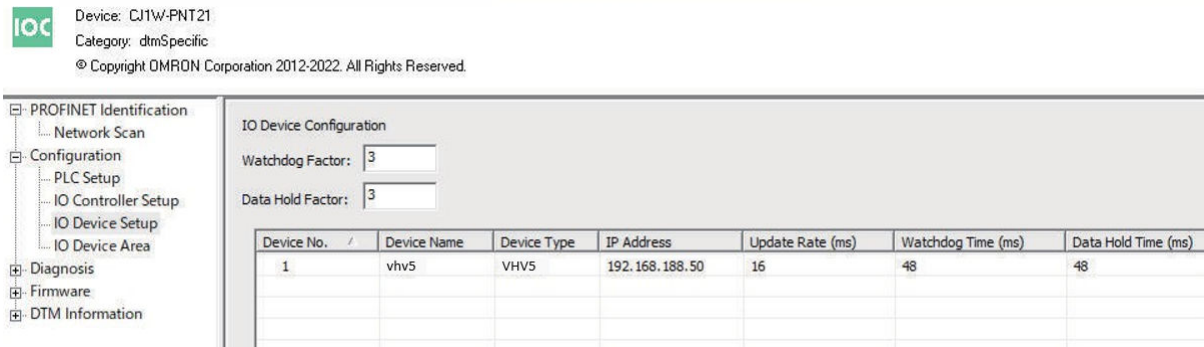 IOC
Device: CJ1W-PNT21
Category: dtmSpecific
© Copyright OMRON Corporation 2012-2022. All Rights Reserved.
PROFINET Identification
Network Scan
Configuration
PLC Setup
IO Controller Setup
IO Device Setup
IO Device Area
Diagnosis
Firmware
DTM Information
IO Device Configuration
Watchdog Factor: 3
Data Hold Factor: 3
Device No. Device Name Device Type IP Address Update Rate (ms) Watchdog Time (ms) Data Hold Time (ms)
1 vhv5 VHV5 192.168.188.50 16 48 48